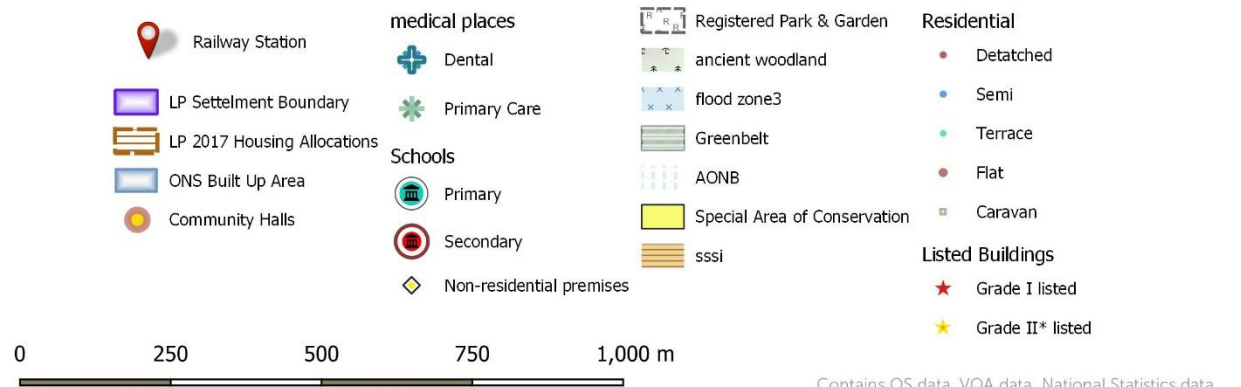 Railway Station
LP Settelment Boundary
LP 2017 Housing Allocations
ONS Built Up Area
Community Halls
medical places
Dental
Primary Care
Schools
Primary
Secondary
Non-residential premises
R R R R
Registered Park & Garden
ancient woodland
flood zone3
Greenbelt
AONB
Special Area of Conservation
sssi
Residential
Detatched
Semi
Terrace
Flat
Caravan
Listed Buildings
Grade I listed
Grade II* listed
0 250 500 750 1,000 m
Contains OS data, VOA data, National Statistics data